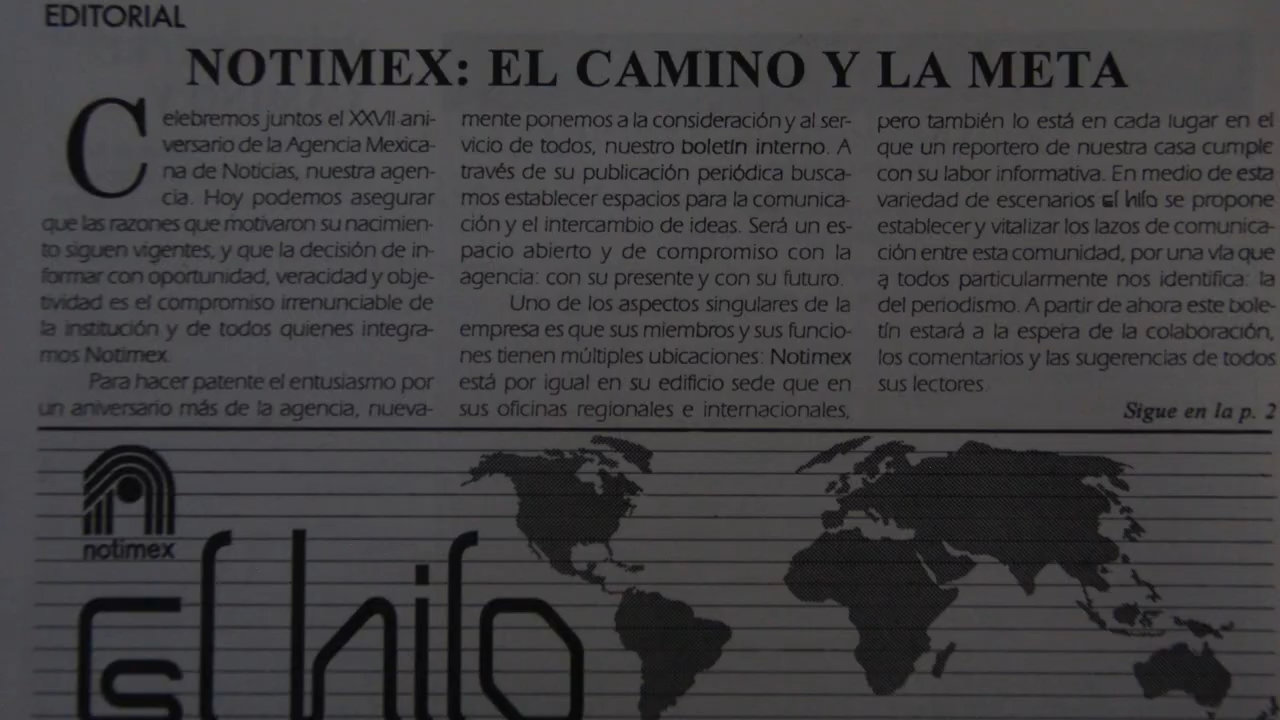 EDITORIAL
NOTIMEX: EL CAMINO Y LA META
Celebremos juntos el XXVII ani-
versario de la Agencia Mexica-
na de Noticias, nuestra agen-
cia. Hoy podemos asegurar
que las razones que motivaron su nacimien-
to siguen vigentes, y que la decisión de in-
formar con oportunidad, veracidad y obje-
tividad es el compromiso irrenunciable de
la institución y de todos quienes integra-
mos Notimex.
Para hacer patente el entusiasmo por
un aniversario más de la agencia, nueva-
mente ponemos a la consideración y al ser-
vicio de todos, nuestro boletín interno. A
través de su publicación periódica busca-
mos establecer espacios para la comunica-
ción y el intercambio de ideas. Será un es-
pacio abierto y de compromiso con la
agencia: con su presente y con su futuro.
Uno de los aspectos singulares de la
empresa es que sus miembros y sus funcio-
nes tienen múltiples ubicaciones: Notimex
está por igual en su edificio sede que en
sus oficinas regionales e internacionales,
pero también lo está en cada lugar en el
que un reportero de nuestra casa cumple
con su labor informativa. En medio de esta
variedad de escenarios El hilo se propone
establecer y vitalizar los lazos de comunica-
ción entre esta comunidad, por una vía que
a todos particularmente nos identifica: la
del periodismo. A partir de ahora este bole-
tín estará a la espera de la colaboración,
los comentarios y las sugerencias de todos
sus lectores.
Sigue en la p. 2
notimex
El hilo